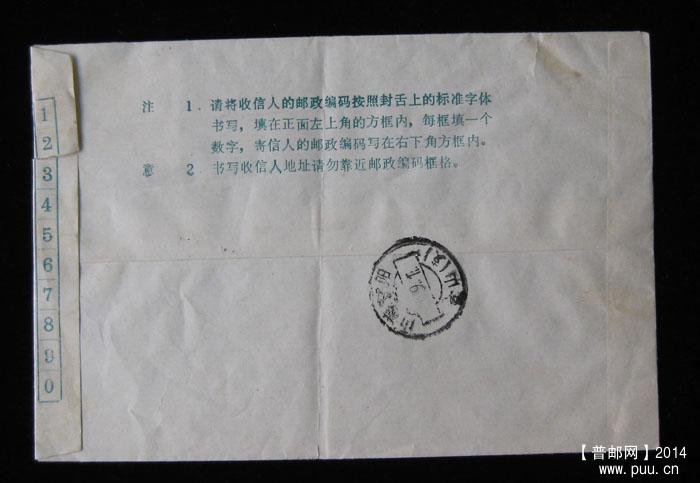 注 1. 请将收信人的邮政编码按照封舌上的标准字体
书写，填在正面左上角的方框内，每框填一个
数字，寄信人的邮政编码写在右下角方框内。
意 2. 书写收信人地址请勿靠近邮政编码框格。
1
2
3
4
5
6
7
8
9
0
【普邮网】2014
www.puu.cn